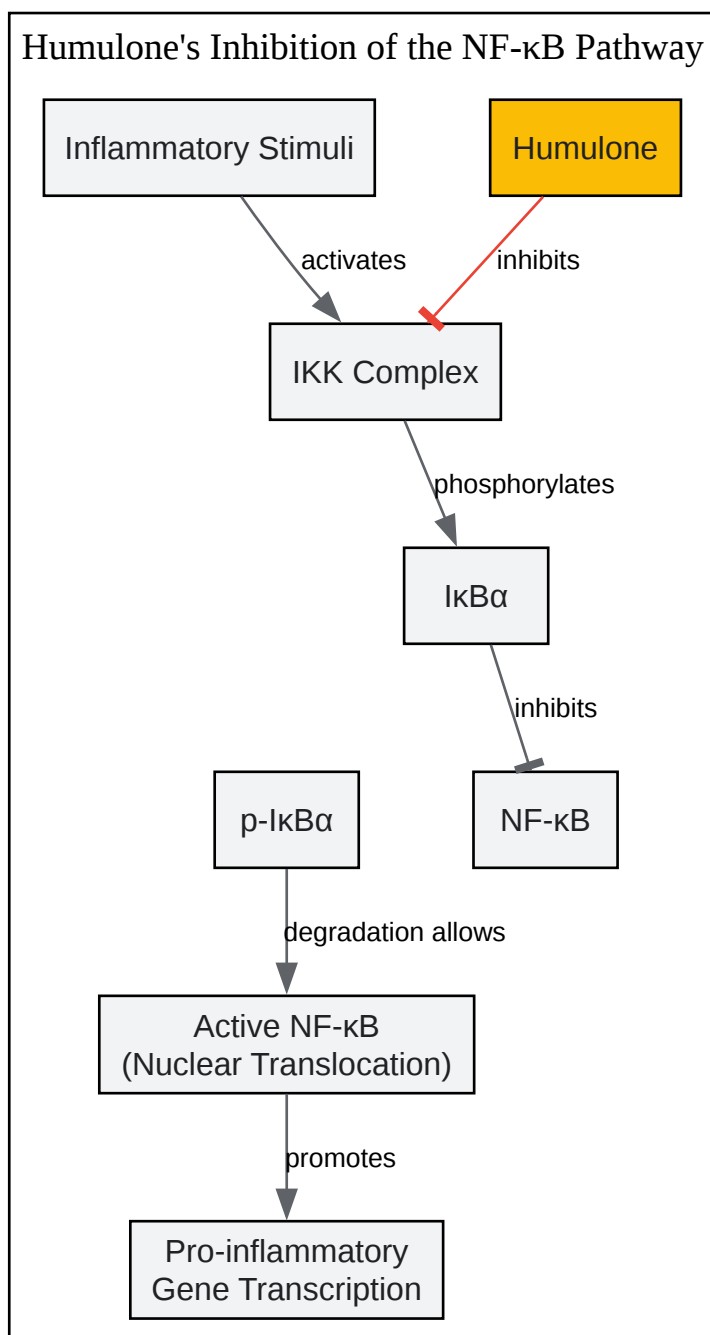 Humulone's Inhibition of the NF-κB Pathway
Inflammatory Stimuli
Humulone
activates
inhibits
IKK Complex
phosphorylates
IκBα
inhibits
p-IκBα
NF-κB
degradation allows
Active NF-κB
(Nuclear Translocation)
promotes
Pro-inflammatory
Gene Transcription